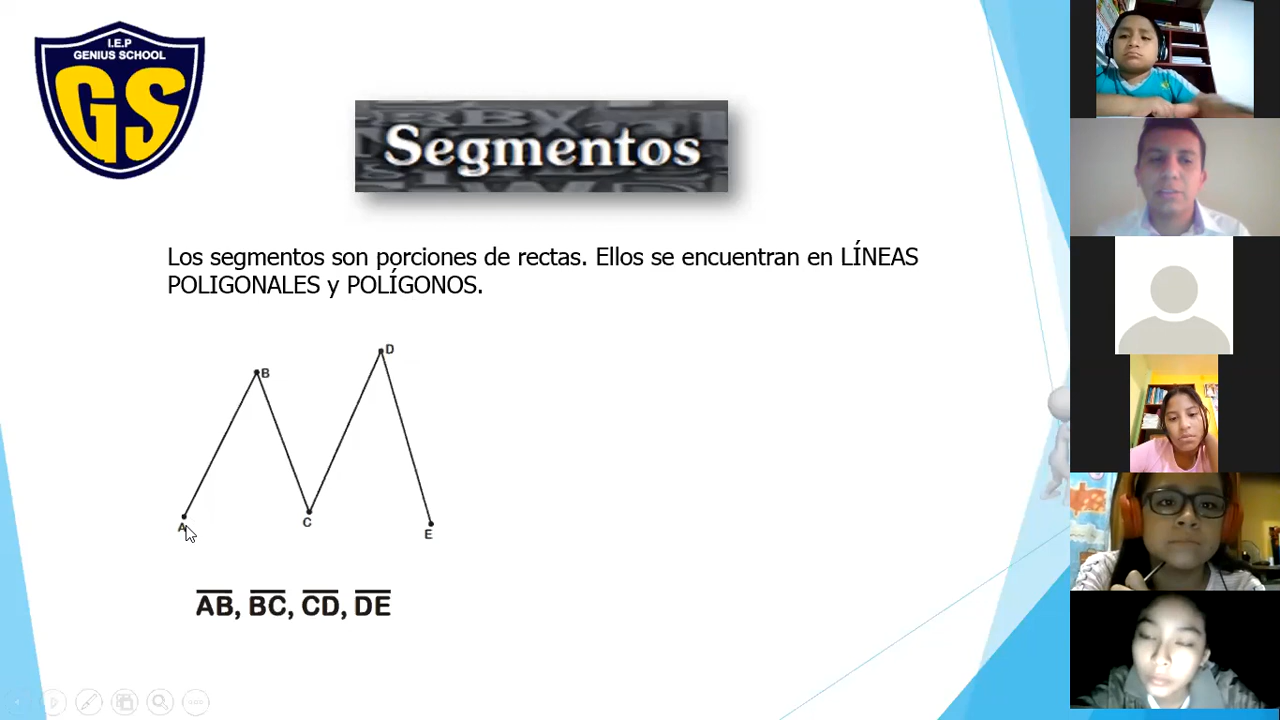 I.E.P
GENIUS SCHOOL
GS
Segmentos
Los segmentos son porciones de rectas. Ellos se encuentran en LÍNEAS
POLIGONALES y POLÍGONOS.
D
B
A
C
E
AB, BC, CD, DE